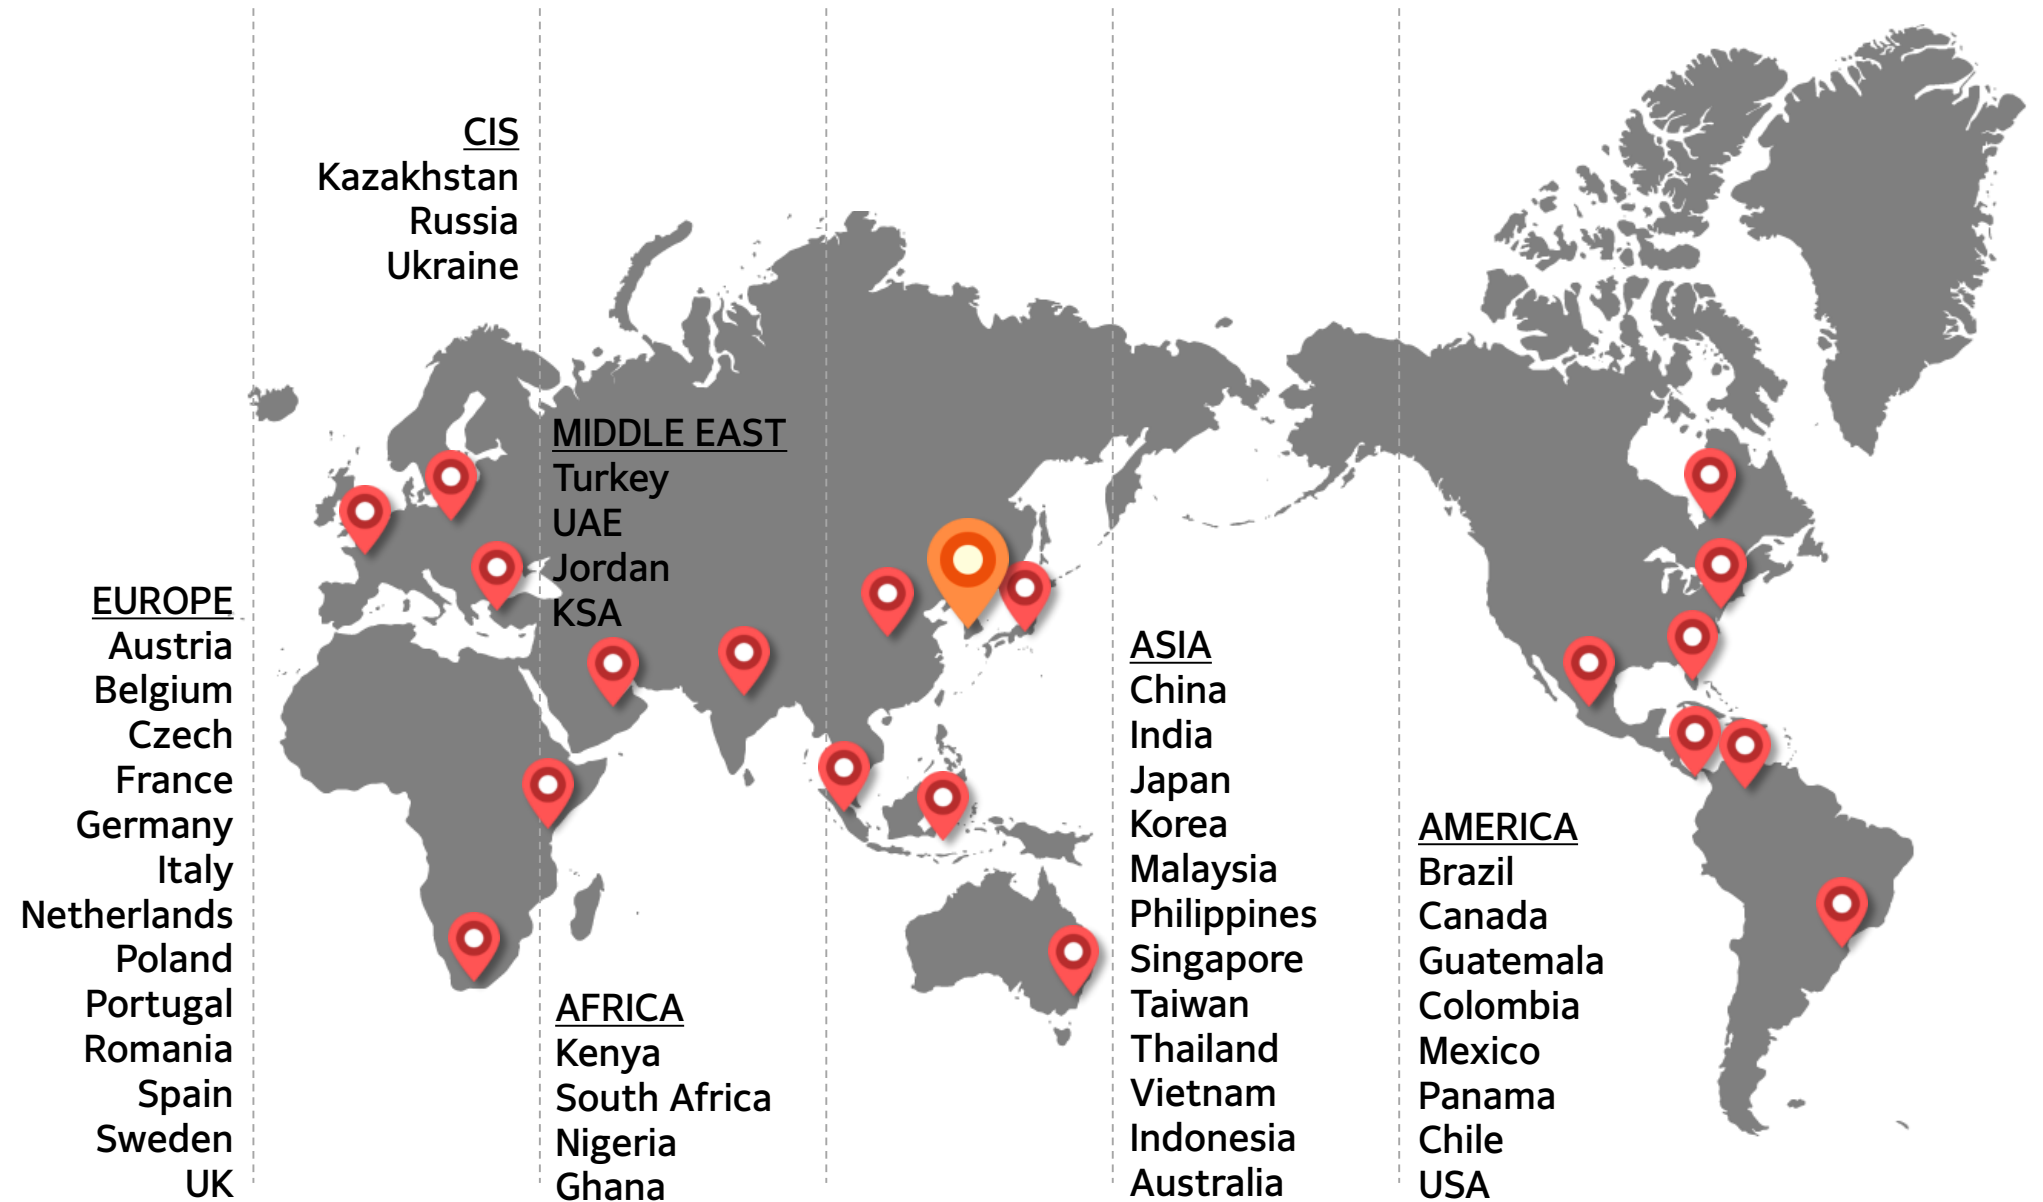 CIS
Kazakhstan
Russia
Ukraine
MIDDLE EAST
Turkey
UAE
Jordan
KSA
EUROPE
Austria
Belgium
Czech
France
Germany
Italy
Netherlands
Poland
Portugal
Romania
Spain
Sweden
UK
AFRICA
Kenya
South Africa
Nigeria
Ghana
ASIA
China
India
Japan
Korea
Malaysia
Philippines
Singapore
Taiwan
Thailand
Vietnam
Indonesia
Australia
AMERICA
Brazil
Canada
Guatemala
Colombia
Mexico
Panama
Chile
USA